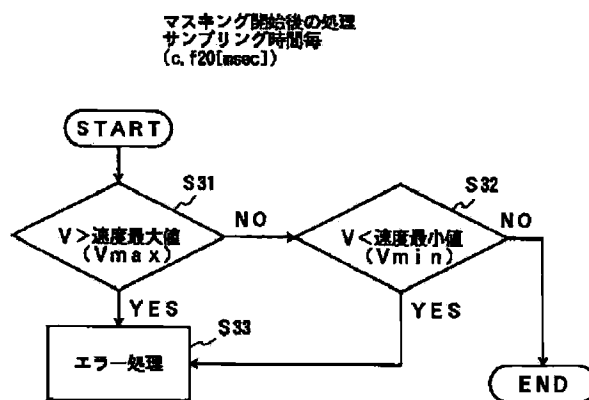 マスキング開始後の処理
サンプリング時間毎
(c.f20[msec])
START
S31
V＞速度最大値
(Vmax)
NO
YES
S32
V＜速度最小値
(Vmin)
NO
YES
S33
エラー処理
END